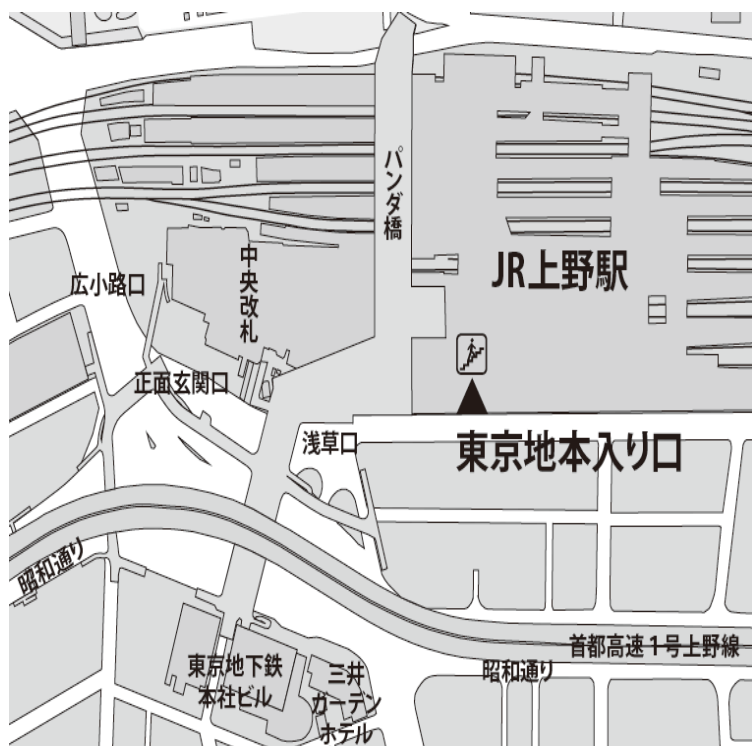 パンダ橋
JR上野駅
中央改札
広小路口
正面玄関口
浅草口
東京地本入り口
昭和通り
首都高速1号上野線
昭和通り
東京地下鉄
本社ビル
三井
ガーデン
ホテル